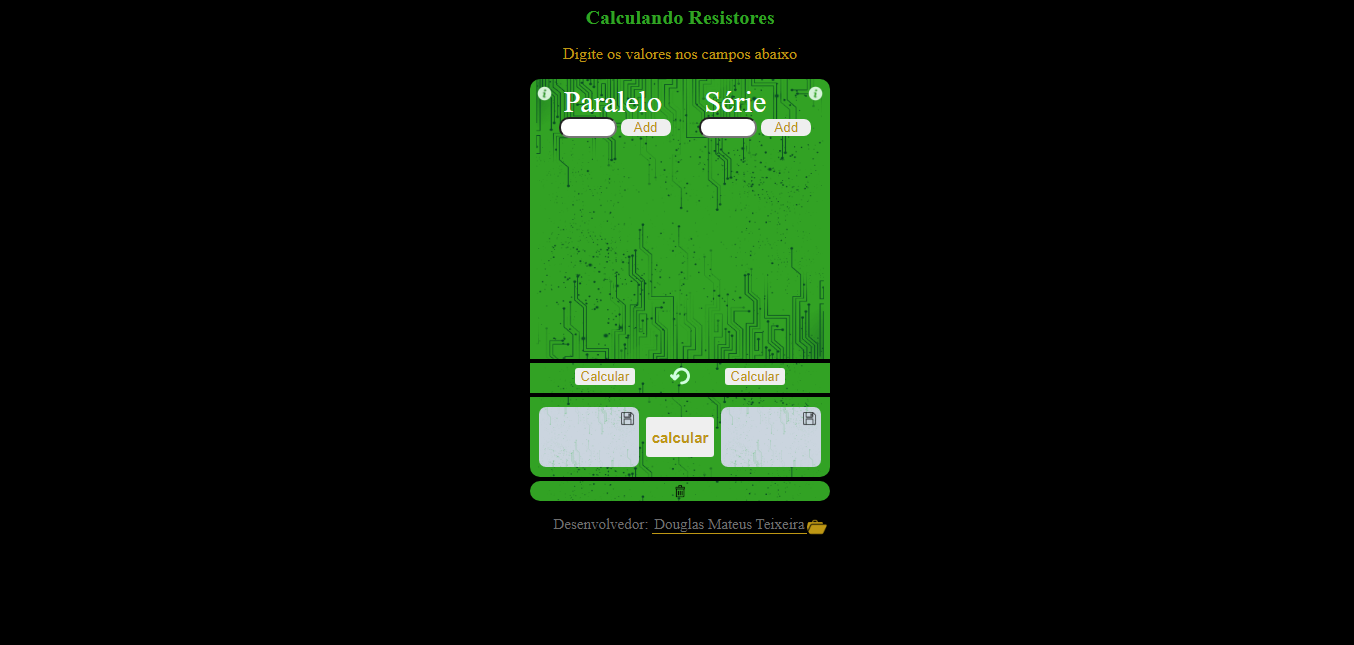 Calculando Resistores
Digite os valores nos campos abaixo
Paralelo Série
Add Add
Calcular Calcular
calcular
Desenvolvedor: Douglas Mateus Teixeira